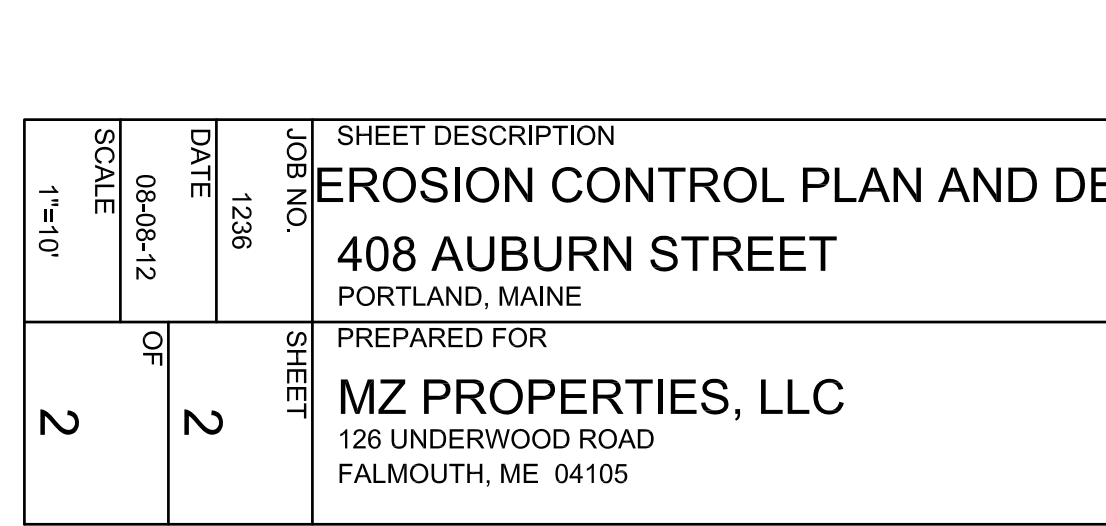 SHEET DESCRIPTION
EROSION CONTROL PLAN AND DE
408 AUBURN STREET
PORTLAND, MAINE
PREPARED FOR
MZ PROPERTIES, LLC
126 UNDERWOOD ROAD
FALMOUTH, ME 04105
JOB NO.
1236
DATE
08-08-12
SCALE
1"=10'
SHEET
2
OF
2